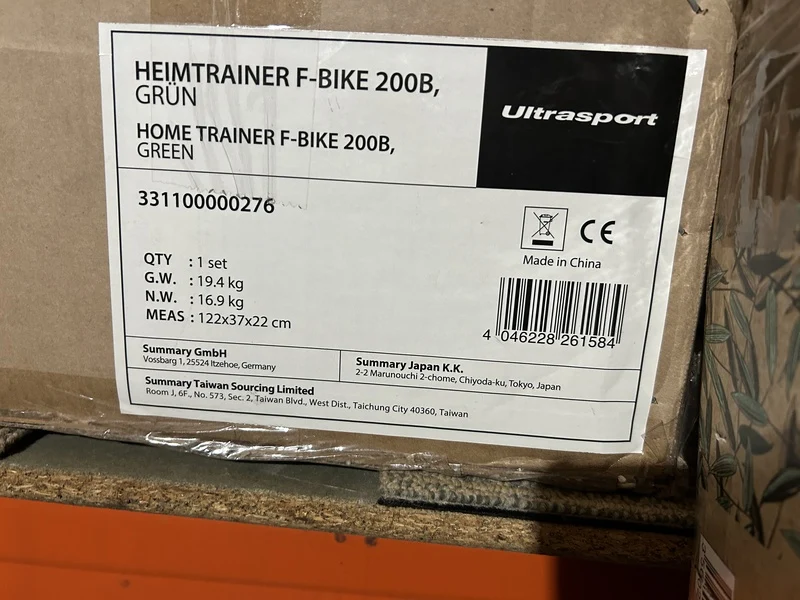 HEIMTRAINER F-BIKE 200B,
GRÜN
HOME TRAINER F-BIKE 200B,
GREEN
Ultrasport
331100000276
CE
Made in China
QTY : 1 set
G.W. : 19.4 kg
N.W. : 16.9 kg
MEAS : 122x37x22 cm
4 046228 261584
Summary GmbH
Vossbarg 1, 25524 Itzehoe, Germany
Summary Japan K.K.
2-2 Marunouchi 2-chome, Chiyoda-ku, Tokyo, Japan
Summary Taiwan Sourcing Limited
Room J, 6F., No. 573, Sec. 2, Taiwan Blvd., West Dist., Taichung City 40360, Taiwan